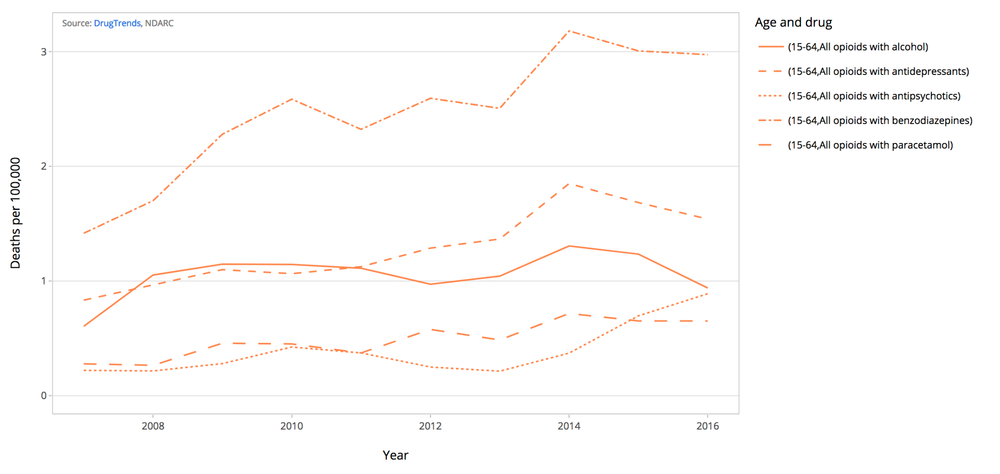 Source: DrugTrends, NDARC
Age and drug
(15-64,All opioids with alcohol)
(15-64,All opioids with antidepressants)
(15-64,All opioids with antipsychotics)
(15-64,All opioids with benzodiazepines)
(15-64,All opioids with paracetamol)
Deaths per 100,000
3
2
1
0
2008
2010
2012
2014
2016
Year